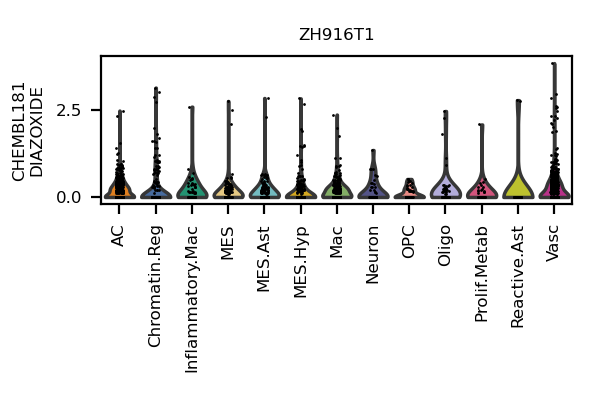 ZH916T1
CHEMBL181
DIAZOXIDE
2.5
0.0
AC
Chromatin.Reg
Inflammatory.Mac
MES
MES.Ast
MES.Hyp
Mac
Neuron
OPC
Oligo
Prolif.Metab
Reactive.Ast
Vasc